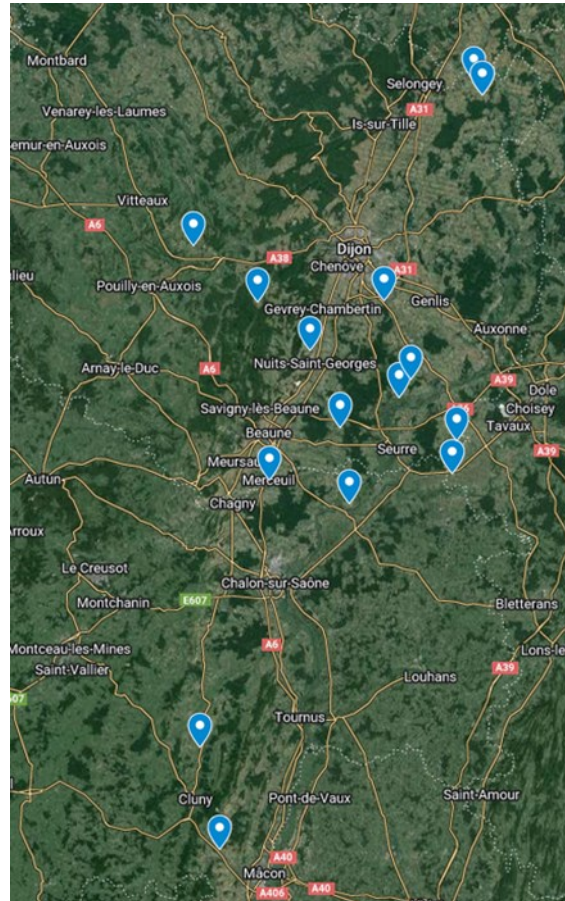 Montbard
Selongey
A31
Venarey-les-Laumes
Is-sur-Tille
emur-en-Auxois
Vitteaux
A6
Dijon
A38
Chenôve
A31
lieu
Pouilly-en-Auxois
Gevrey-Chambertin
Genlis
Auxonne
Nuits-Saint-Georges
Arnay-le-Duc
A6
A39
Dole
Savigny-lès-Beaune
Choisey
Tavaux
Beaune
Seurre
A39
Meursau
Autun
Merceuil
Chagny
Arroux
Le Creusot
Chalon-sur-Saône
Montchanin
E607
Bletterans
A6
Montceau-les-Mines
Lons-le
A39
Saint-Vallier
Louhans
607
Tournus
Cluny
Pont-de-Vaux
Saint-Amour
A40
Mâcon
A406
A40